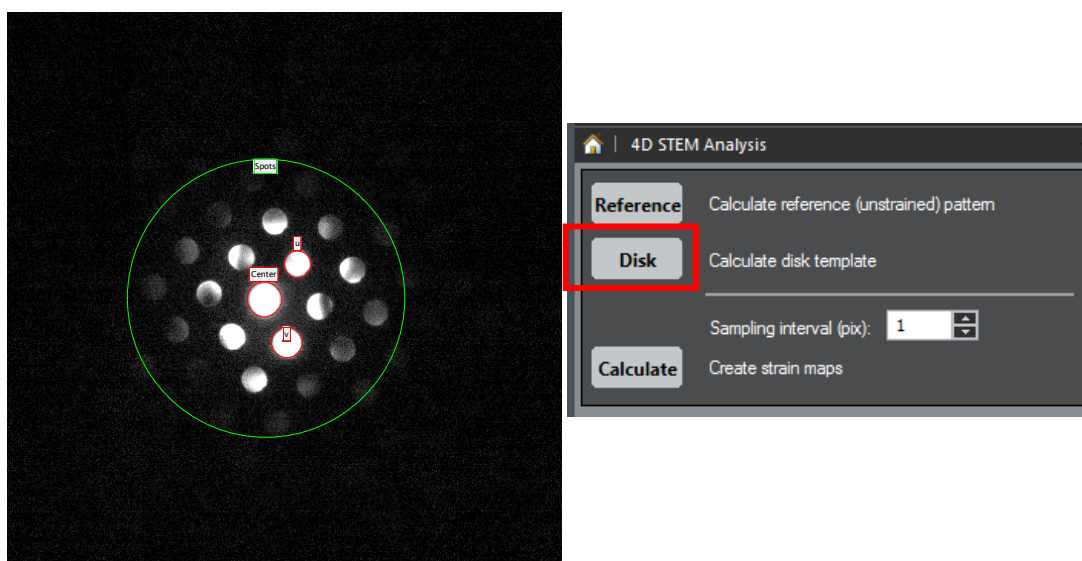 Spots
u
Center
v
4D STEM Analysis
Reference
Calculate reference (unstrained) pattern
Disk
Calculate disk template
Sampling interval (pix):
1
Calculate
Create strain maps